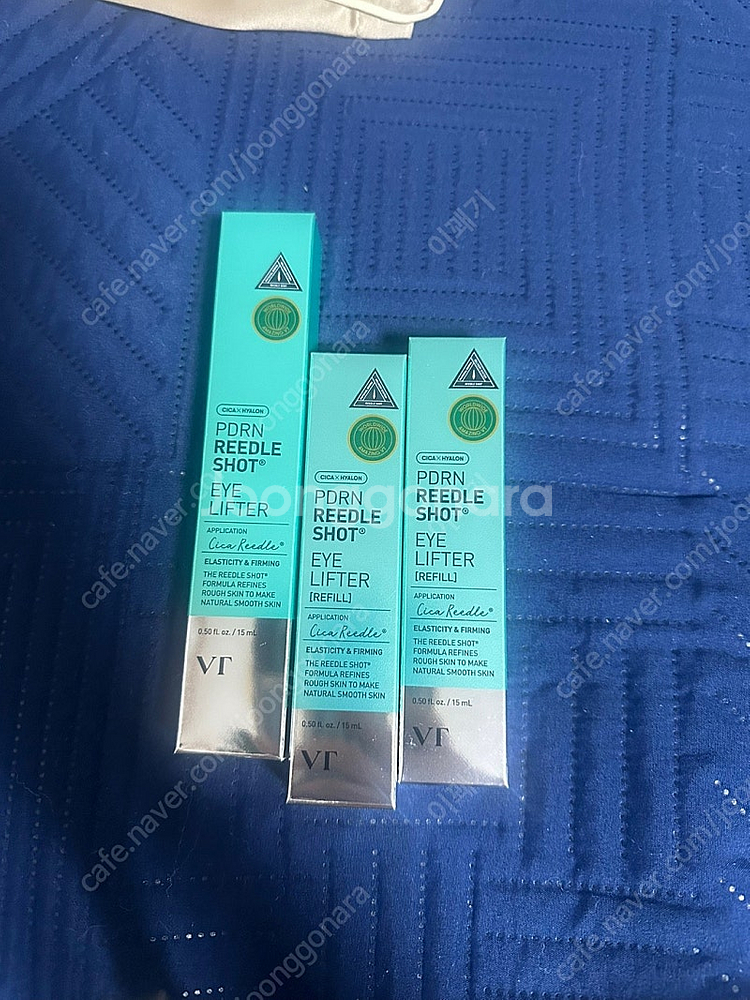 CICA X HYALON
PDRN
REEDLE
SHOT®
EYE
LIFTER
APPLICATION
Cica Reedle®
ELASTICITY & FIRMING
THE REEDLE SHOT®
FORMULA REFINES
ROUGH SKIN TO MAKE
NATURAL SMOOTH SKIN
0.50 fl. oz. / 15 mL
VT
CICA X HYALON
PDRN
REEDLE
SHOT®
EYE
LIFTER
[REFILL]
APPLICATION
Cica Reedle®
ELASTICITY & FIRMING
THE REEDLE SHOT®
FORMULA REFINES
ROUGH SKIN TO MAKE
NATURAL SMOOTH SKIN
0.50 fl. oz. / 15 mL
VT
CICA X HYALON
PDRN
REEDLE
SHOT®
EYE
LIFTER
[REFILL]
APPLICATION
Cica Reedle®
ELASTICITY & FIRMING
THE REEDLE SHOT®
FORMULA REFINES
ROUGH SKIN TO MAKE
NATURAL SMOOTH SKIN
0.50 fl. oz. / 15 mL
VT
joonggonara
cafe.naver.com/joonggonara